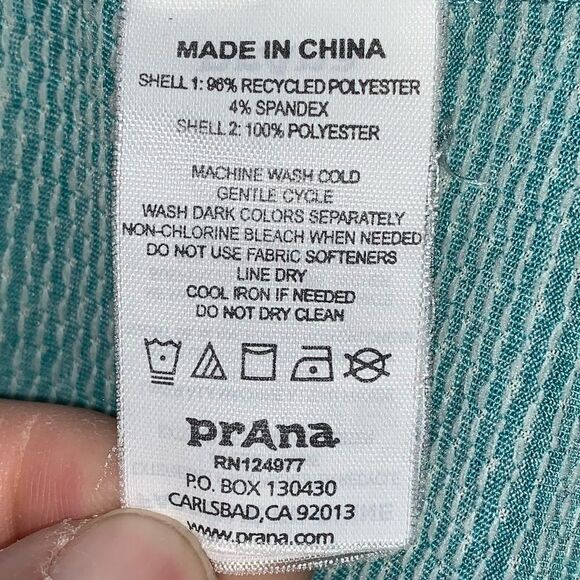 MADE IN CHINA
SHELL 1: 96% RECYCLED POLYESTER
4% SPANDEX
SHELL 2: 100% POLYESTER
MACHINE WASH COLD
GENTLE CYCLE
WASH DARK COLORS SEPARATELY
NON-CHLORINE BLEACH WHEN NEEDED
DO NOT USE FABRIC SOFTENERS
LINE DRY
COOL IRON IF NEEDED
DO NOT DRY CLEAN
prAna
RN124977
P.O. BOX 130430
CARLSBAD,CA 92013
www.prana.com